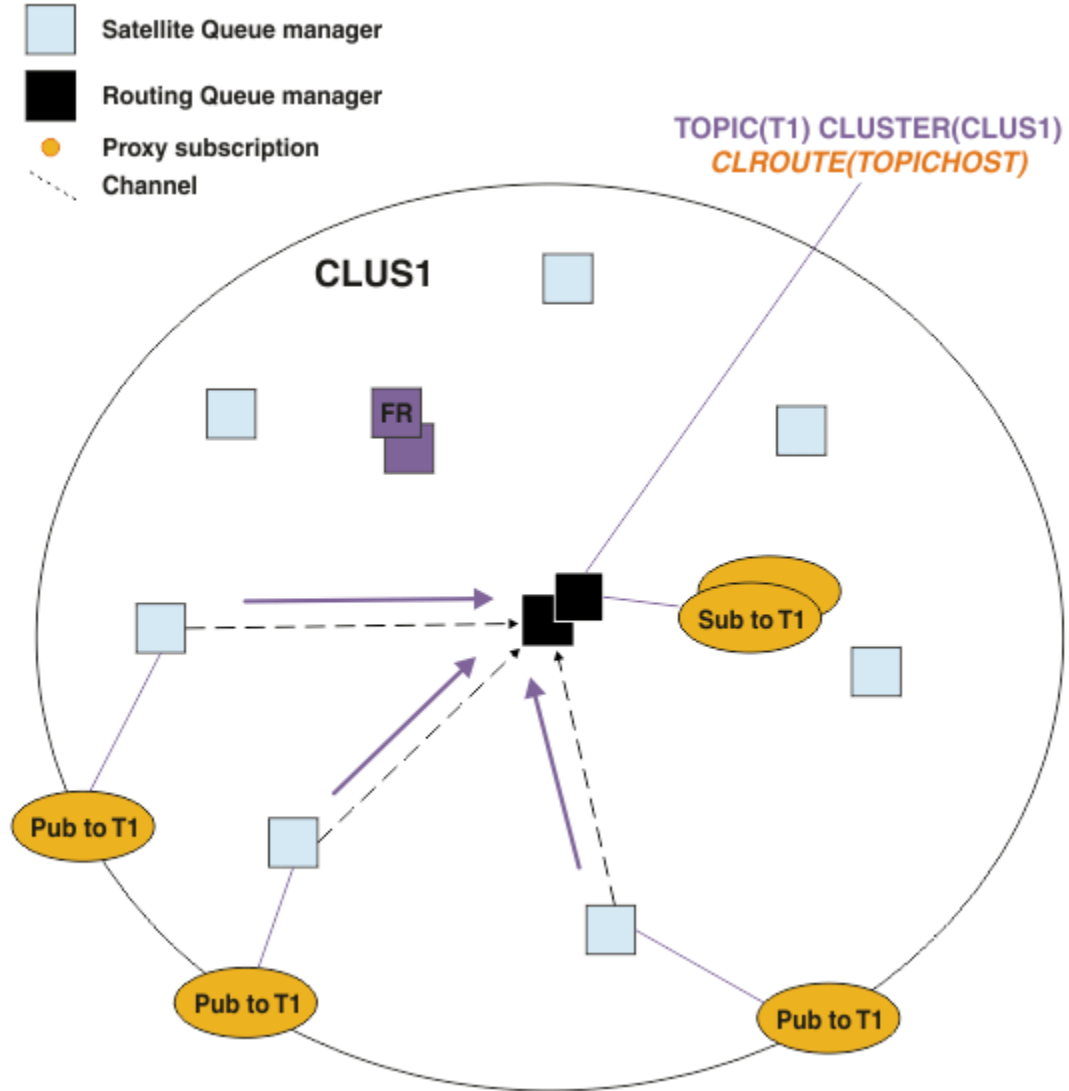 Satellite Queue manager
Routing Queue manager
Proxy subscription
Channel
TOPIC(T1) CLUSTER(CLUS1)
CLROUTE(TOPICHOST)
CLUS1
FR
Sub to T1
Pub to T1
Pub to T1
Pub to T1